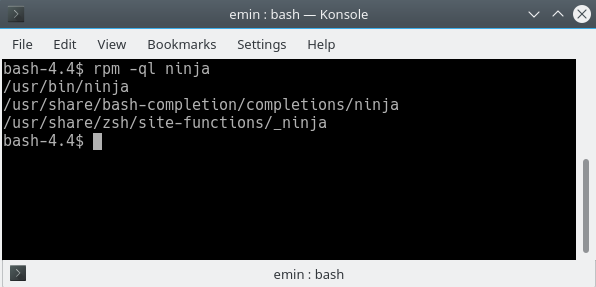 emin : bash — Konsole
File Edit View Bookmarks Settings Help
bash-4.4$ rpm -ql ninja
/usr/bin/ninja
/usr/share/bash-completion/completions/ninja
/usr/share/zsh/site-functions/_ninja
bash-4.4$
emin : bash